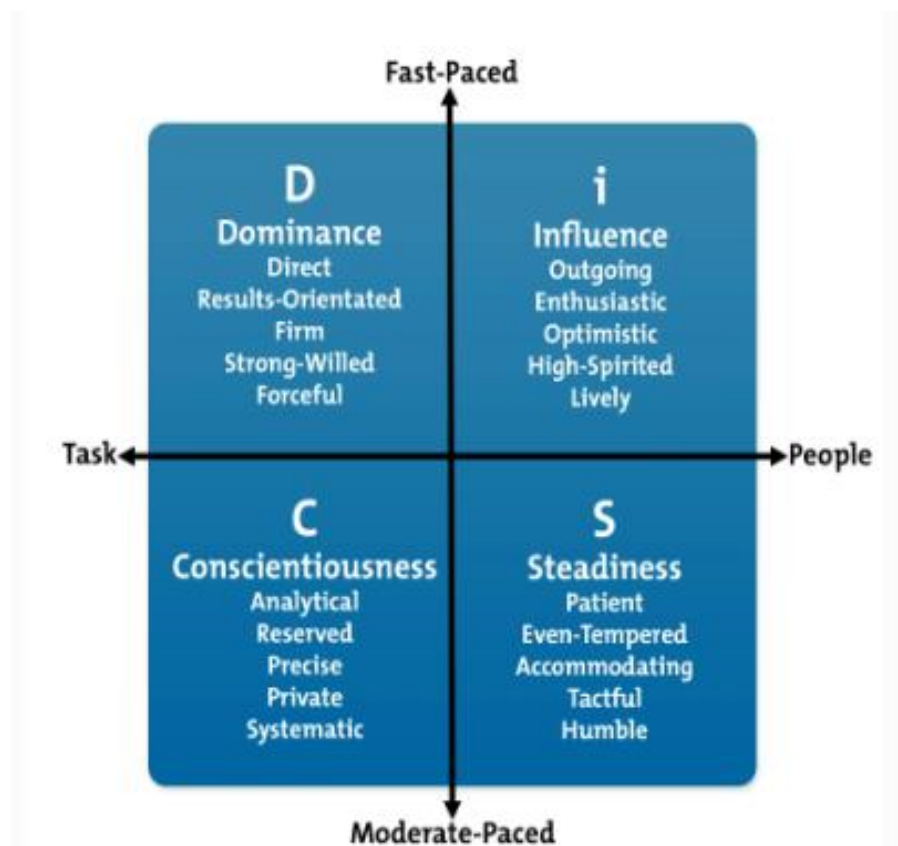 Fast-Paced
D
Dominance
Direct
Results-Orientated
Firm
Strong-Willed
Forceful
i
Influence
Outgoing
Enthusiastic
Optimistic
High-Spirited
Lively
Task
People
C
Conscientiousness
Analytical
Reserved
Precise
Private
Systematic
S
Steadiness
Patient
Even-Tempered
Accommodating
Tactful
Humble
Moderate-Paced